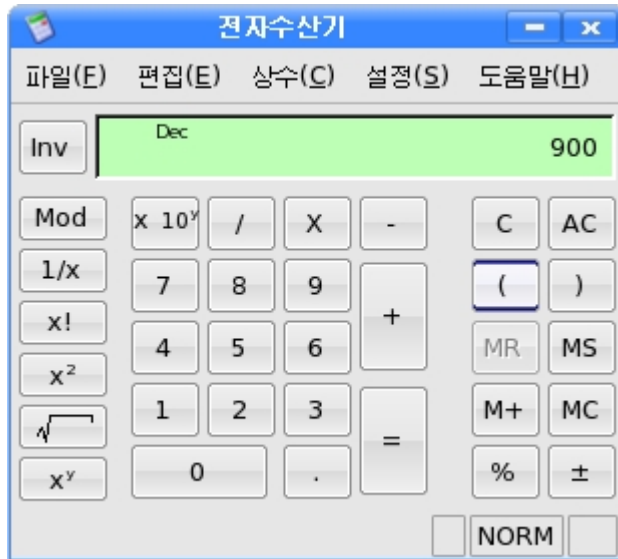 전자수산기
파일(F) 편집(E) 상수(C) 설정(S) 도움말(H)
Inv Dec 900
Mod x 10ʸ / X - C AC
1/x 7 8 9 + ( )
x! 4 5 6 MR MS
x²
1 2 3 = M+ MC
√
xʸ 0 . % ±
NORM